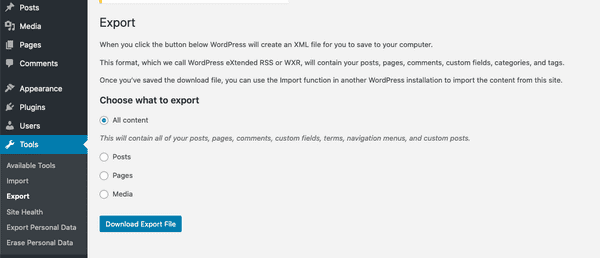 Posts
Media
Pages
Comments
Appearance
Plugins
Users
Tools
Available Tools
Import
Export
Site Health
Export Personal Data
Erase Personal Data
Export
When you click the button below WordPress will create an XML file for you to save to your computer.
This format, which we call WordPress eXtended RSS or WXR, will contain your posts, pages, comments, custom fields, categories, and tags.
Once you've saved the download file, you can use the Import function in another WordPress installation to import the content from this site.
Choose what to export
All content
This will contain all of your posts, pages, comments, custom fields, terms, navigation menus, and custom posts.
Posts
Pages
Media
Download Export File